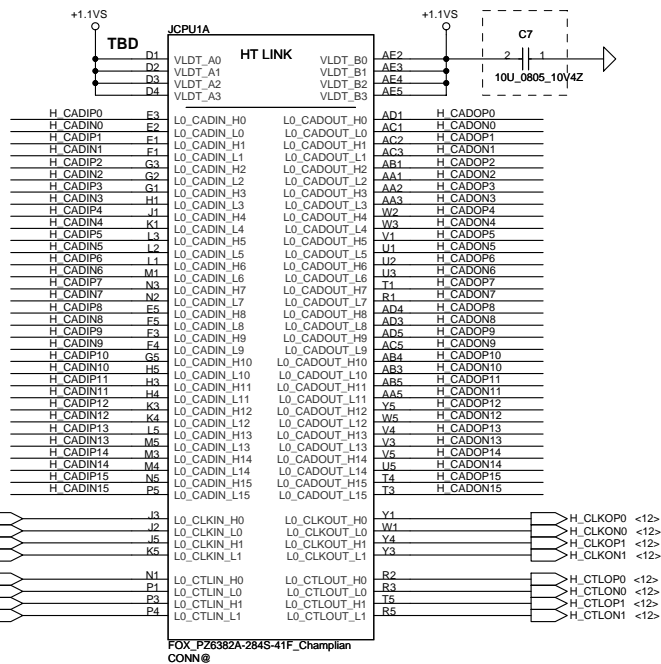 +1.1VS +1.1VS
JCPU1A
C7
TBD HT LINK
2 1
10U_0805_10V4Z
D1 VLDT_A0 VLDT_B0 AE2
D2 VLDT_A1 VLDT_B1 AE3
D3 VLDT_A2 VLDT_B2 AE4
D4 VLDT_A3 VLDT_B3 AE5
H_CADIP0 E3 L0_CADIN_H0 L0_CADOUT_H0 AD1 H_CADOP0
H_CADIN0 E2 L0_CADIN_L0 L0_CADOUT_L0 AC1 H_CADON0
H_CADIP1 E1 L0_CADIN_H1 L0_CADOUT_H1 AC2 H_CADOP1
H_CADIN1 F1 L0_CADIN_L1 L0_CADOUT_L1 AC3 H_CADON1
H_CADIP2 G3 L0_CADIN_H2 L0_CADOUT_H2 AB1 H_CADOP2
H_CADIN2 G2 L0_CADIN_L2 L0_CADOUT_L2 AA1 H_CADON2
H_CADIP3 G1 L0_CADIN_H3 L0_CADOUT_H3 AA2 H_CADOP3
H_CADIN3 H1 L0_CADIN_L3 L0_CADOUT_L3 AA3 H_CADON3
H_CADIP4 J1 L0_CADIN_H4 L0_CADOUT_H4 W2 H_CADOP4
H_CADIN4 K1 L0_CADIN_L4 L0_CADOUT_L4 W3 H_CADON4
H_CADIP5 L3 L0_CADIN_H5 L0_CADOUT_H5 V1 H_CADOP5
H_CADIN5 L2 L0_CADIN_L5 L0_CADOUT_L5 U1 H_CADON5
H_CADIP6 L1 L0_CADIN_H6 L0_CADOUT_H6 U2 H_CADOP6
H_CADIN6 M1 L0_CADIN_L6 L0_CADOUT_L6 U3 H_CADON6
H_CADIP7 N3 L0_CADIN_H7 L0_CADOUT_H7 T1 H_CADOP7
H_CADIN7 N2 L0_CADIN_L7 L0_CADOUT_L7 R1 H_CADON7
H_CADIP8 E5 L0_CADIN_H8 L0_CADOUT_H8 AD4 H_CADOP8
H_CADIN8 F5 L0_CADIN_L8 L0_CADOUT_L8 AD3 H_CADON8
H_CADIP9 F3 L0_CADIN_H9 L0_CADOUT_H9 AD5 H_CADOP9
H_CADIN9 F4 L0_CADIN_L9 L0_CADOUT_L9 AC5 H_CADON9
H_CADIP10 G5 L0_CADIN_H10 L0_CADOUT_H10 AB4 H_CADOP10
H_CADIN10 H5 L0_CADIN_L10 L0_CADOUT_L10 AB3 H_CADON10
H_CADIP11 H3 L0_CADIN_H11 L0_CADOUT_H11 AB5 H_CADOP11
H_CADIN11 H4 L0_CADIN_L11 L0_CADOUT_L11 AA5 H_CADON11
H_CADIP12 K3 L0_CADIN_H12 L0_CADOUT_H12 Y5 H_CADOP12
H_CADIN12 K4 L0_CADIN_L12 L0_CADOUT_L12 W5 H_CADON12
H_CADIP13 L5 L0_CADIN_H13 L0_CADOUT_H13 V4 H_CADOP13
H_CADIN13 M5 L0_CADIN_L13 L0_CADOUT_L13 V3 H_CADON13
H_CADIP14 M3 L0_CADIN_H14 L0_CADOUT_H14 V5 H_CADOP14
H_CADIN14 M4 L0_CADIN_L14 L0_CADOUT_L14 U5 H_CADON14
H_CADIP15 N5 L0_CADIN_H15 L0_CADOUT_H15 T4 H_CADOP15
H_CADIN15 P5 L0_CADIN_L15 L0_CADOUT_L15 T3 H_CADON15
J3 L0_CLKIN_H0 L0_CLKOUT_H0 Y1 H_CLKOP0 <12>
J2 L0_CLKIN_L0 L0_CLKOUT_L0 W1 H_CLKON0 <12>
J5 L0_CLKIN_H1 L0_CLKOUT_H1 Y4 H_CLKOP1 <12>
K5 L0_CLKIN_L1 L0_CLKOUT_L1 Y3 H_CLKON1 <12>
N1 L0_CTLIN_H0 L0_CTLOUT_H0 R2 H_CTLOP0 <12>
P1 L0_CTLIN_L0 L0_CTLOUT_L0 R3 H_CTLON0 <12>
P3 L0_CTLIN_H1 L0_CTLOUT_H1 T5 H_CTLOP1 <12>
P4 L0_CTLIN_L1 L0_CTLOUT_L1 R5 H_CTLON1 <12>
FOX_PZ6382A-284S-41F_Champlian
CONN@